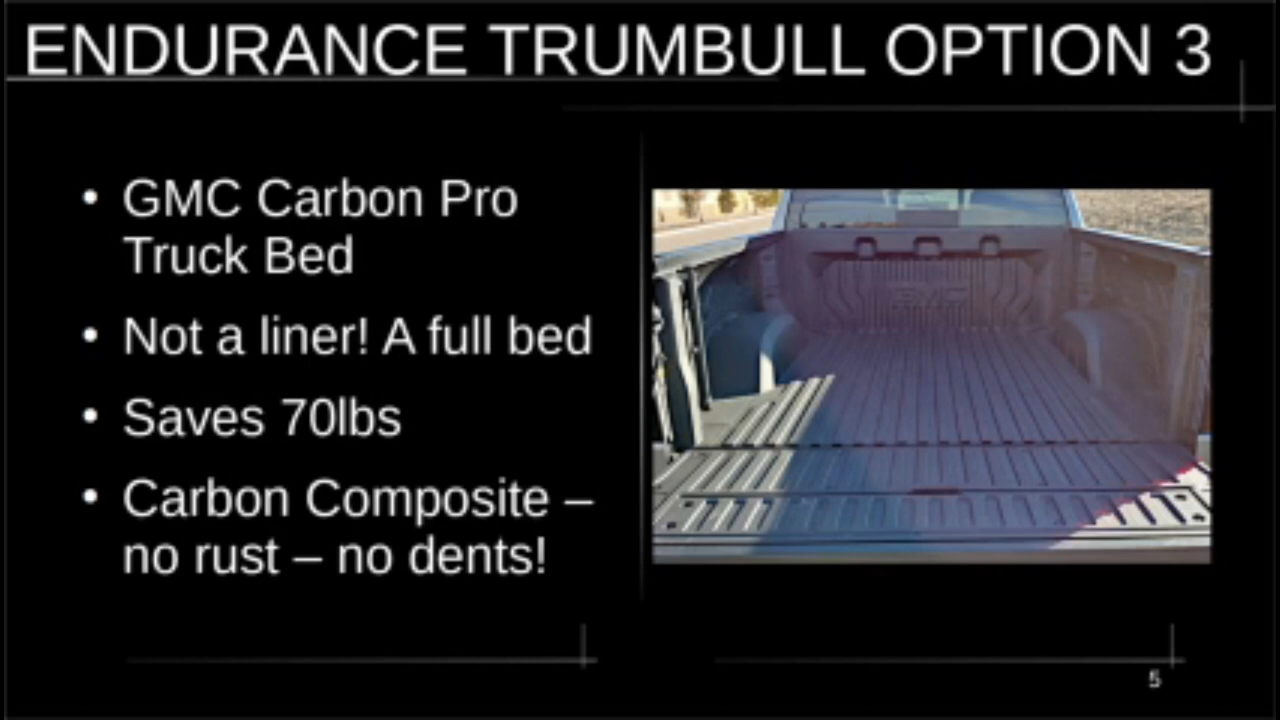 ENDURANCE TRUMBULL OPTION 3
• GMC Carbon Pro
Truck Bed
• Not a liner! A full bed
• Saves 70lbs
• Carbon Composite –
no rust – no dents!
5